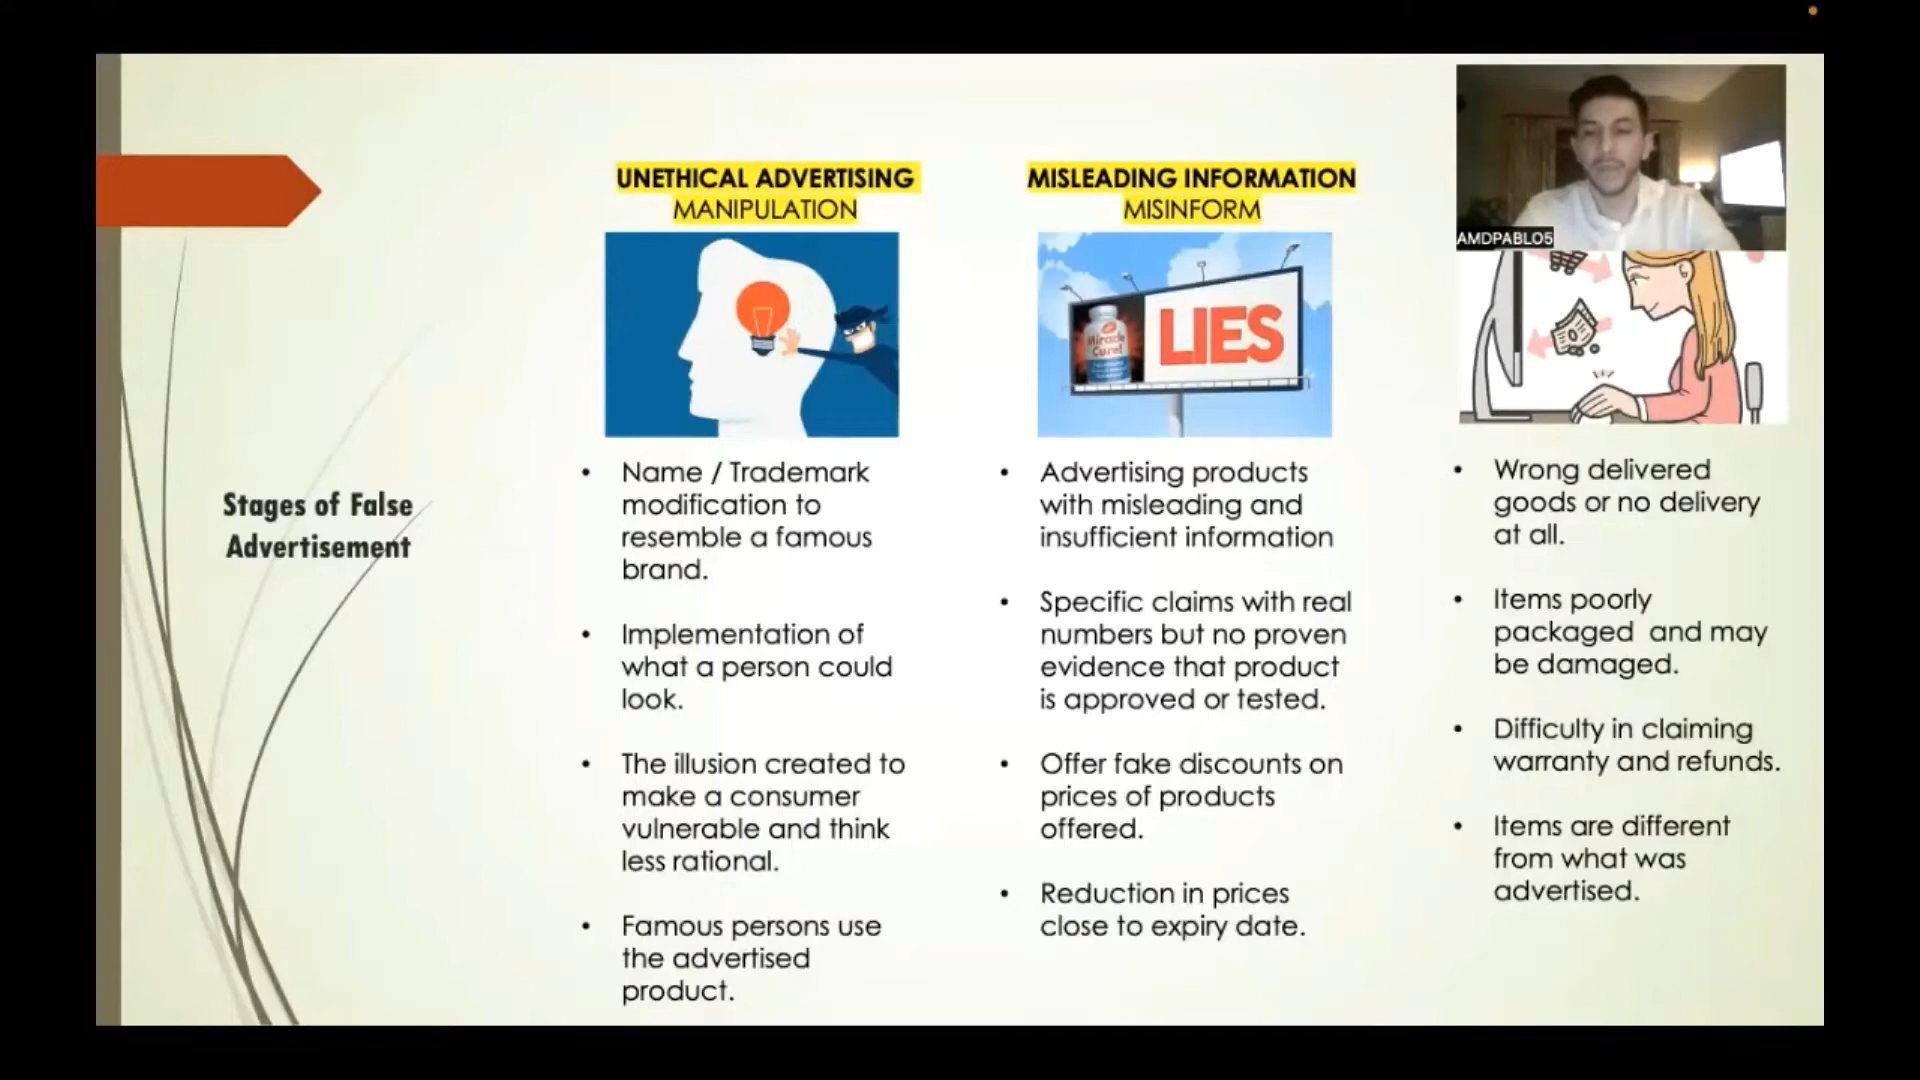 Stages of False
Advertisement
UNETHICAL ADVERTISING
MANIPULATION
• Name / Trademark
modification to
resemble a famous
brand.
• Implementation of
what a person could
look.
• The illusion created to
make a consumer
vulnerable and think
less rational.
• Famous persons use
the advertised
product.
MISLEADING INFORMATION
MISINFORM
Miracle
Cure!
LIES
• Advertising products
with misleading and
insufficient information
• Specific claims with real
numbers but no proven
evidence that product
is approved or tested.
• Offer fake discounts on
prices of products
offered.
• Reduction in prices
close to expiry date.
AMDPABLO5
• Wrong delivered
goods or no delivery
at all.
• Items poorly
packaged and may
be damaged.
• Difficulty in claiming
warranty and refunds.
• Items are different
from what was
advertised.